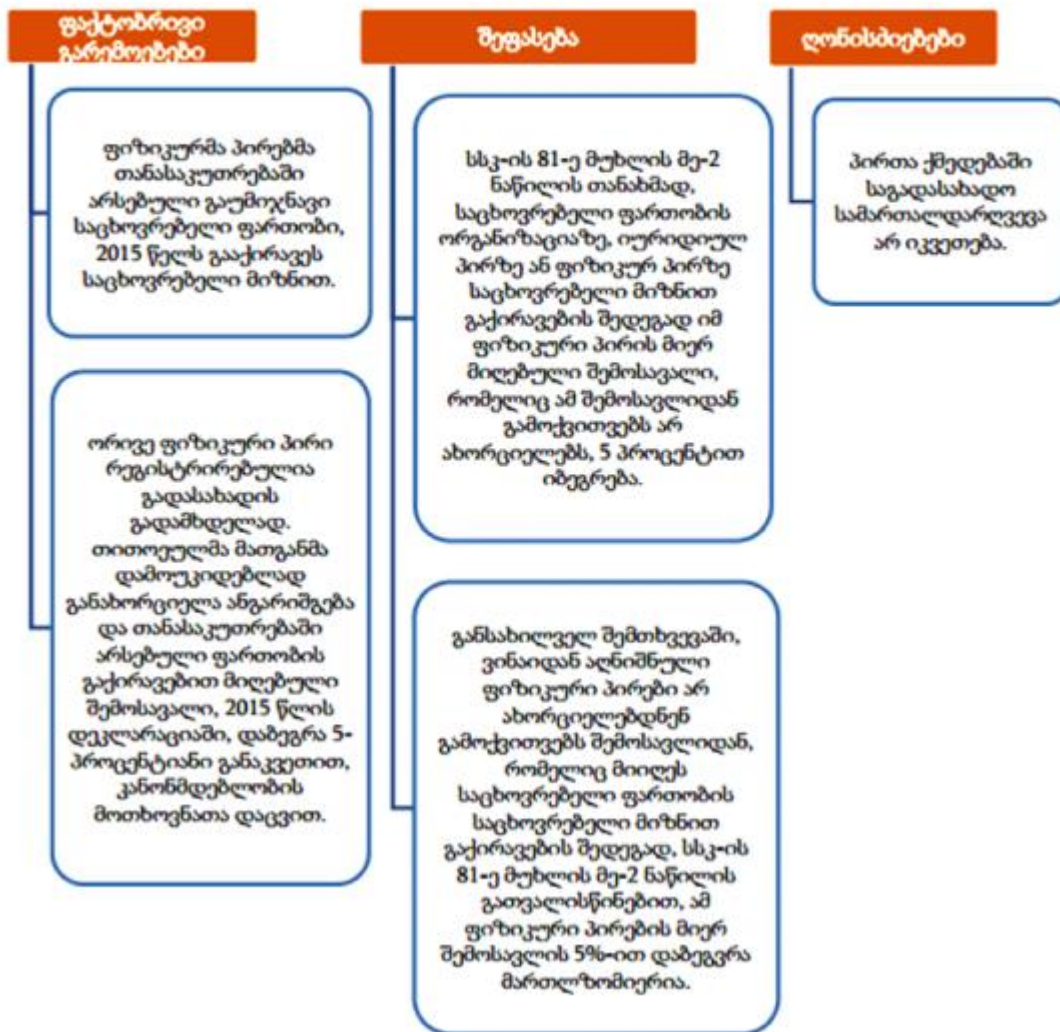 ფაქტობრივი
გარემოებები
ფიზიკურმა პირებმა
თანასაკუთრებაში
არსებული გაუმიჯნავი
საცხოვრებელი ფართობი,
2015 წელს გააქირავეს
საცხოვრებელი მიზნით.
ორივე ფიზიკური პირი
რეგისტრირებულია
გადასახადის
გადამხდელად.
თითოეულმა მათგანმა
დამოუკიდებლად
განახორციელა ანგარიშგება
და თანასაკუთრებაში
არსებული ფართობის
გაქირავებით მიღებული
შემოსავალი, 2015 წლის
დეკლარაციაში, დაბეგრა 5-
პროცენტიანი განაკვეთით,
კანონმდებლობის
მოთხოვნათა დაცვით.
შეფასება
სსკ-ის 81-ე მუხლის მე-2
ნაწილის თანახმად,
საცხოვრებელი ფართობის
ორგანიზაციაზე, იურიდიულ
პირზე ან ფიზიკურ პირზე
საცხოვრებელი მიზნით
გაქირავების შედეგად იმ
ფიზიკური პირის მიერ
მიღებული შემოსავალი,
რომელიც ამ შემოსავლიდან
გამოქვითვებს არ
ახორციელებს, 5 პროცენტით
იბეგრება.
განსახილველ შემთხვევაში,
ვინაიდან აღნიშნული
ფიზიკური პირები არ
ახორციელებდნენ
გამოქვითვებს შემოსავლიდან,
რომელიც მიიღეს
საცხოვრებელი ფართობის
საცხოვრებელი მიზნით
გაქირავების შედეგად, სსკ-ის
81-ე მუხლის მე-2 ნაწილის
გათვალისწინებით, ამ
ფიზიკური პირების მიერ
შემოსავლის 5%-ით დაბეგვრა
მართლზომიერია.
ღონისძიებები
პირთა ქმედებაში
საგადასახადო
სამართალდარღვევა
არ იკვეთება.